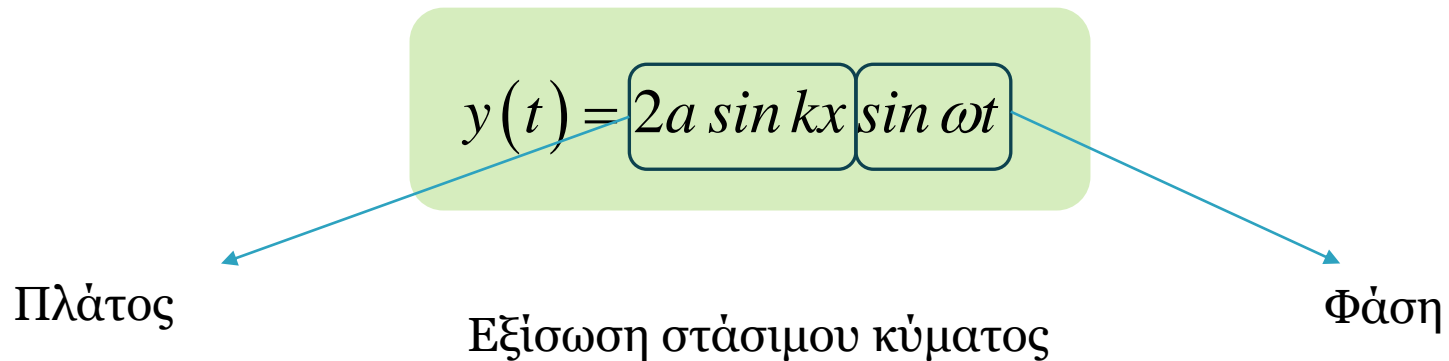 y(t) = 2a sin kx sin ωt
Πλάτος
Φάση
Εξίσωση στάσιμου κύματος